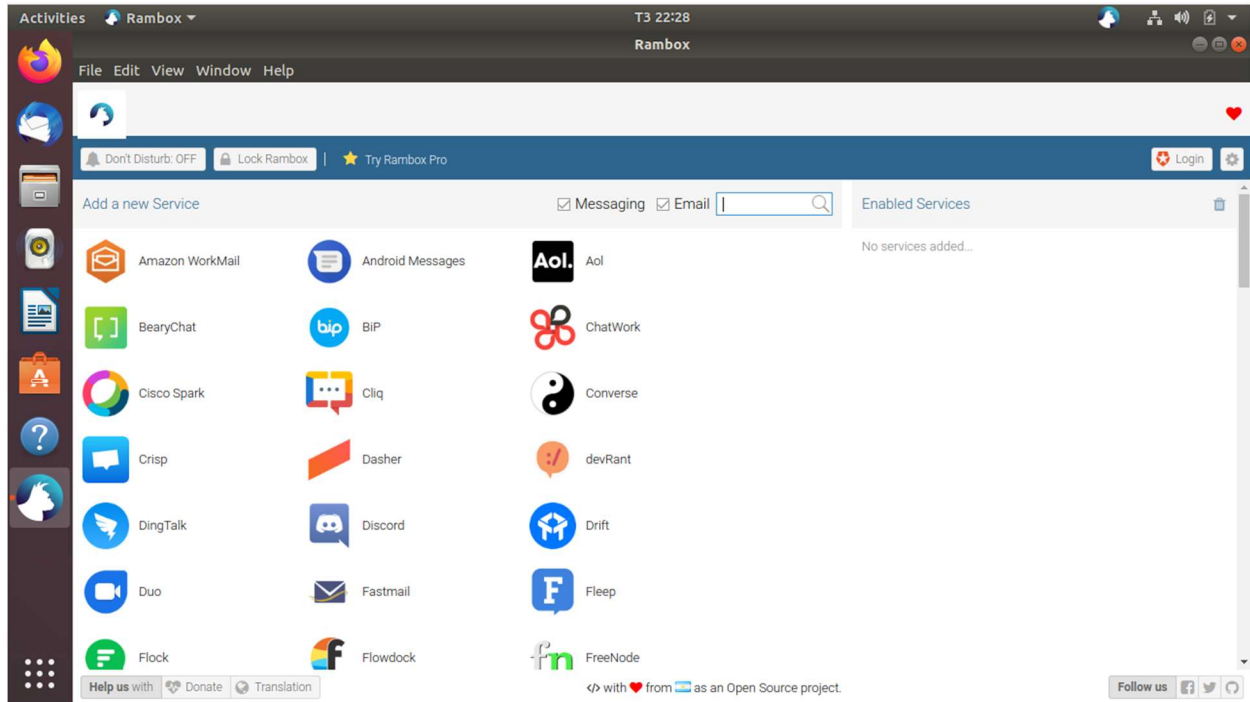 Activities Rambox T3 22:28
Rambox
File Edit View Window Help
Don't Disturb: OFF Lock Rambox | Try Rambox Pro Login
Add a new Service Messaging Email Enabled Services
No services added...
Amazon WorkMail Android Messages Aol. Aol
BearyChat bip BiP ChatWork
Cisco Spark Cliq Converse
Crisp Dasher :/ devRant
DingTalk Discord Drift
Duo Fastmail F Fleep
Flock Flowdock fn FreeNode
Help us with Donate Translation </> with ❤ from 🇦🇷 as an Open Source project. Follow us